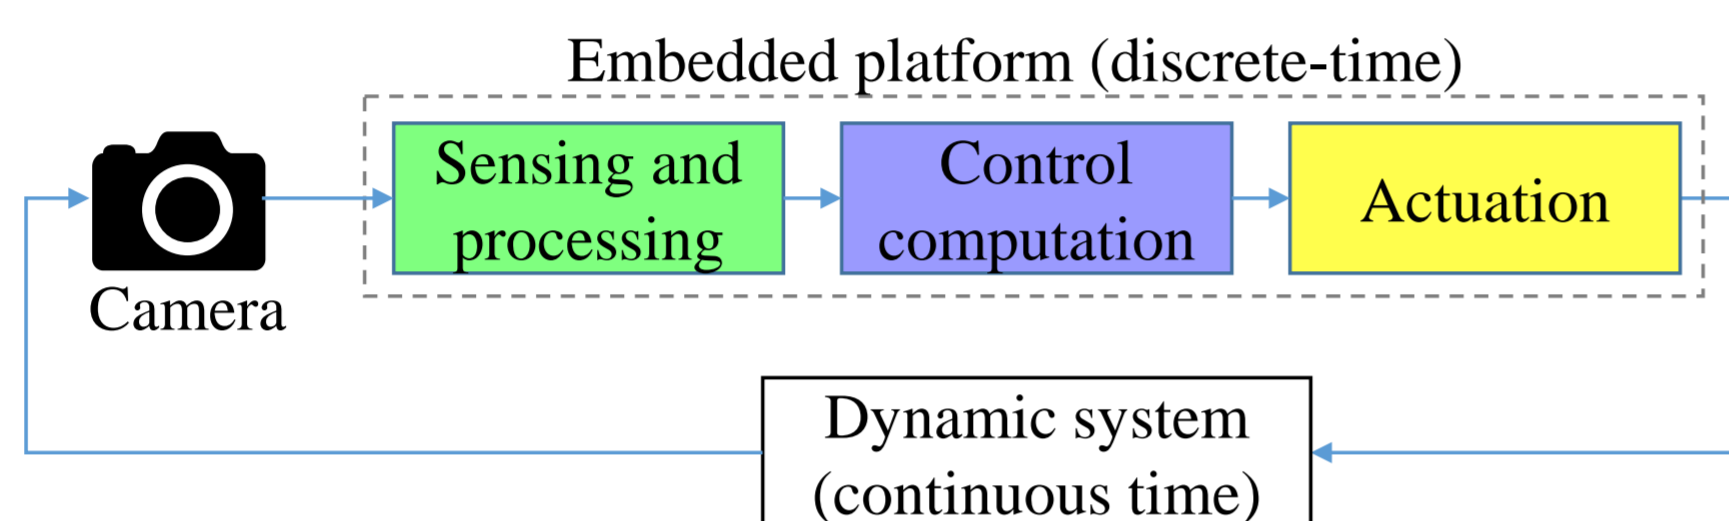 Embedded platform (discrete-time)
Sensing and
processing
Control
computation
Actuation
Camera
Dynamic system
(continuous time)